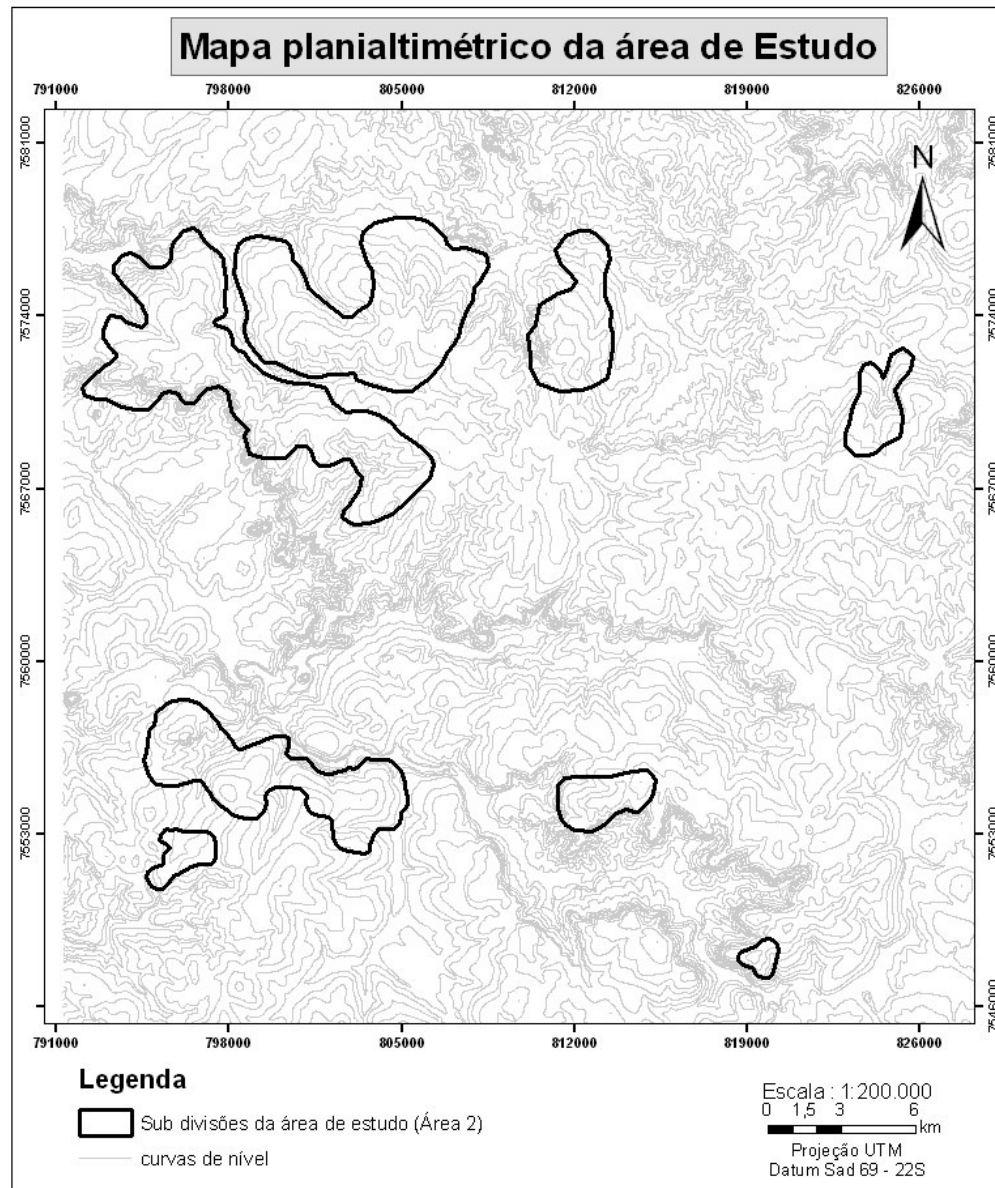 Mapa planialtimétrico da área de Estudo
791000 798000 805000 812000 819000 826000
7581000 7581000
N
7574000 7574000
7567000 7567000
7560000 7560000
7553000 7553000
7546000 7546000
791000 798000 805000 812000 819000 826000
Legenda
Sub divisões da área de estudo (Área 2)
curvas de nível
Escala : 1:200.000
0 1,5 3 6
km
Projeção UTM
Datum Sad 69 - 22S